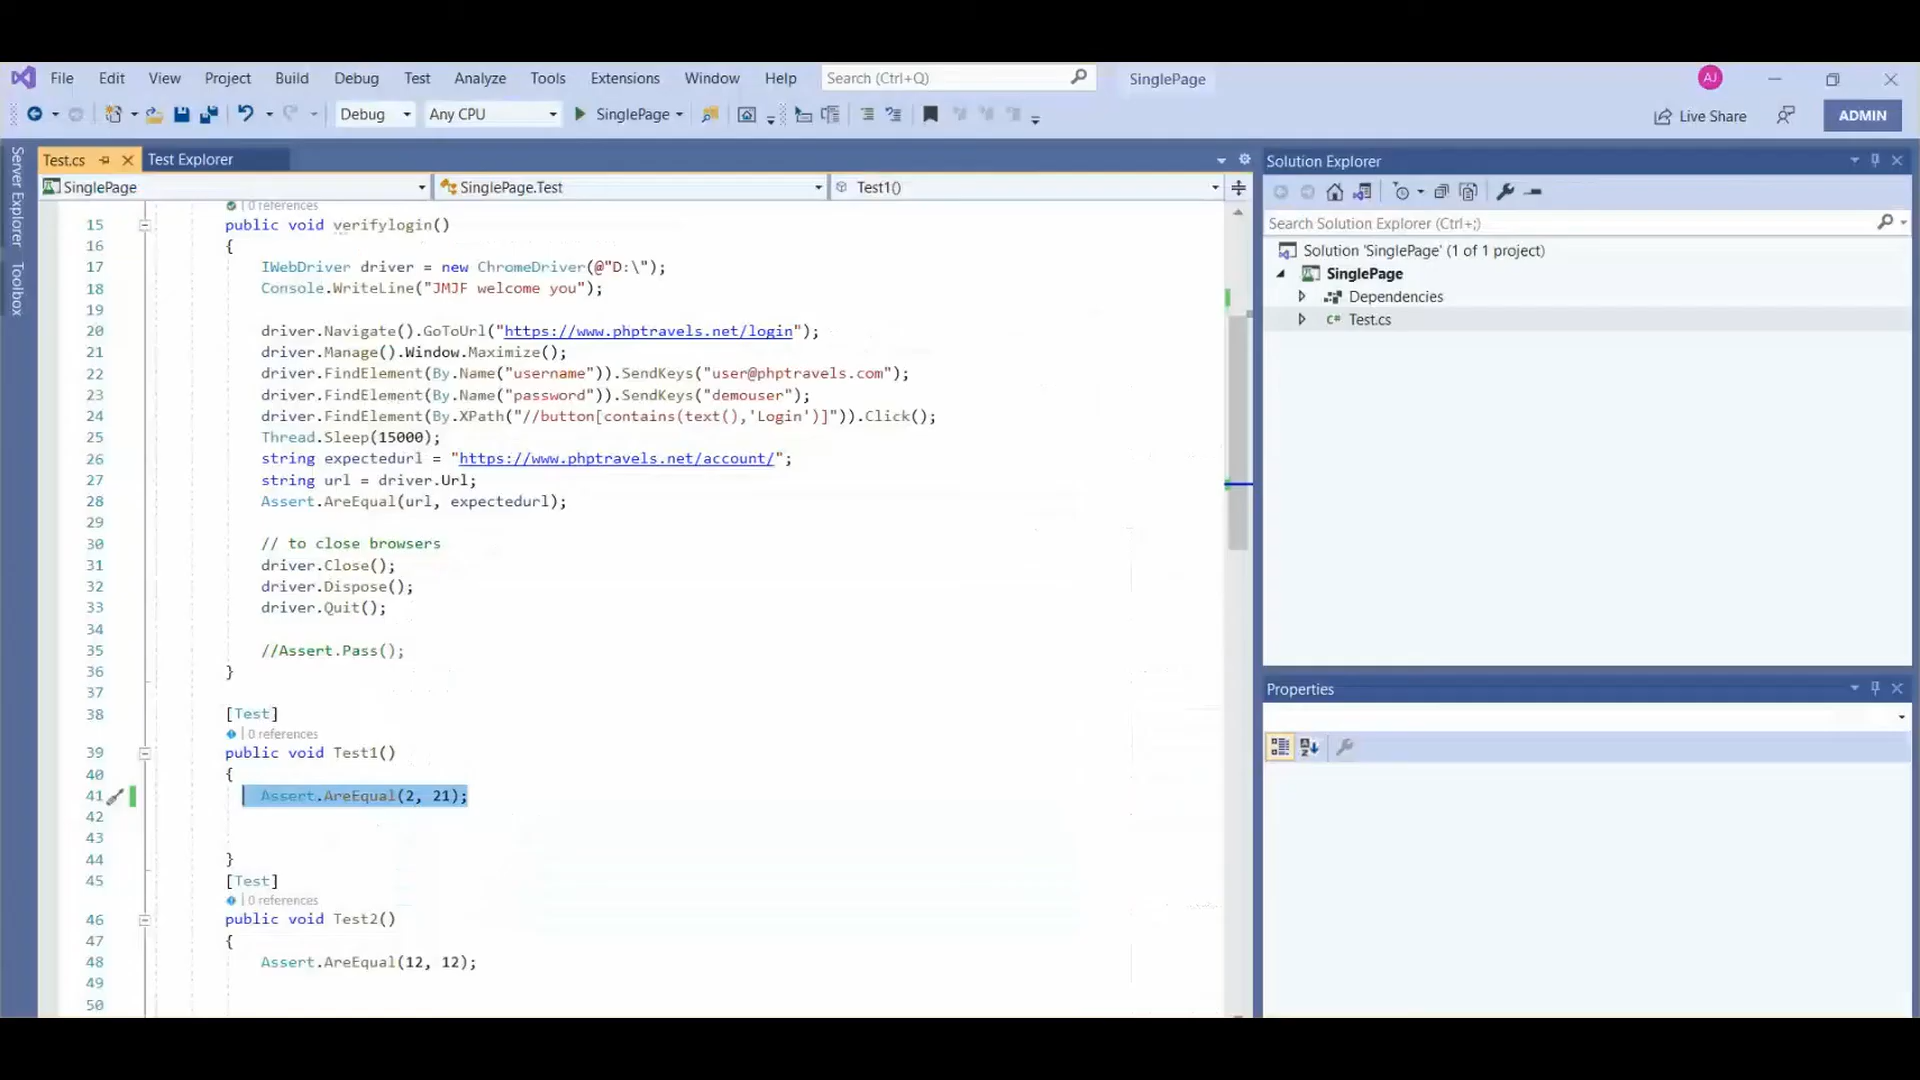 File Edit View Project Build Debug Test Analyze Tools Extensions Window Help Search (Ctrl+Q) SinglePage AJ
Debug Any CPU SinglePage Live Share ADMIN
Server Explorer
Toolbox
Test.cs Test Explorer
SinglePage SinglePage.Test Test1()
0 references
15 public void verifylogin()
16 {
17 IWebDriver driver = new ChromeDriver(@"D:\");
18 Console.WriteLine("JMJF welcome you");
19
20 driver.Navigate().GoToUrl("https://www.phptravels.net/login");
21 driver.Manage().Window.Maximize();
22 driver.FindElement(By.Name("username")).SendKeys("user@phptravels.com");
23 driver.FindElement(By.Name("password")).SendKeys("demouser");
24 driver.FindElement(By.XPath("//button[contains(text(),'Login')]")).Click();
25 Thread.Sleep(15000);
26 string expectedurl = "https://www.phptravels.net/account/";
27 string url = driver.Url;
28 Assert.AreEqual(url, expectedurl);
29
30 // to close browsers
31 driver.Close();
32 driver.Dispose();
33 driver.Quit();
34
35 //Assert.Pass();
36 }
37
38 [Test]
0 references
39 public void Test1()
40 {
41 Assert.AreEqual(2, 21);
42
43
44 }
45 [Test]
0 references
46 public void Test2()
47 {
48 Assert.AreEqual(12, 12);
49
50
Solution Explorer
Search Solution Explorer (Ctrl+;)
Solution 'SinglePage' (1 of 1 project)
SinglePage
Dependencies
C# Test.cs
Properties